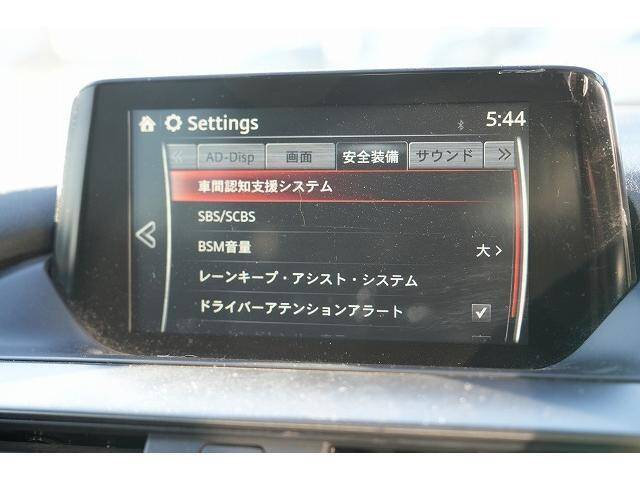 Settings 5:44
AD-Disp 画面 安全装備 サウンド
車間認知支援システム
SBS/SCBS
BSM音量 大
レーンキープ・アシスト・システム
ドライバーアテンションアラート